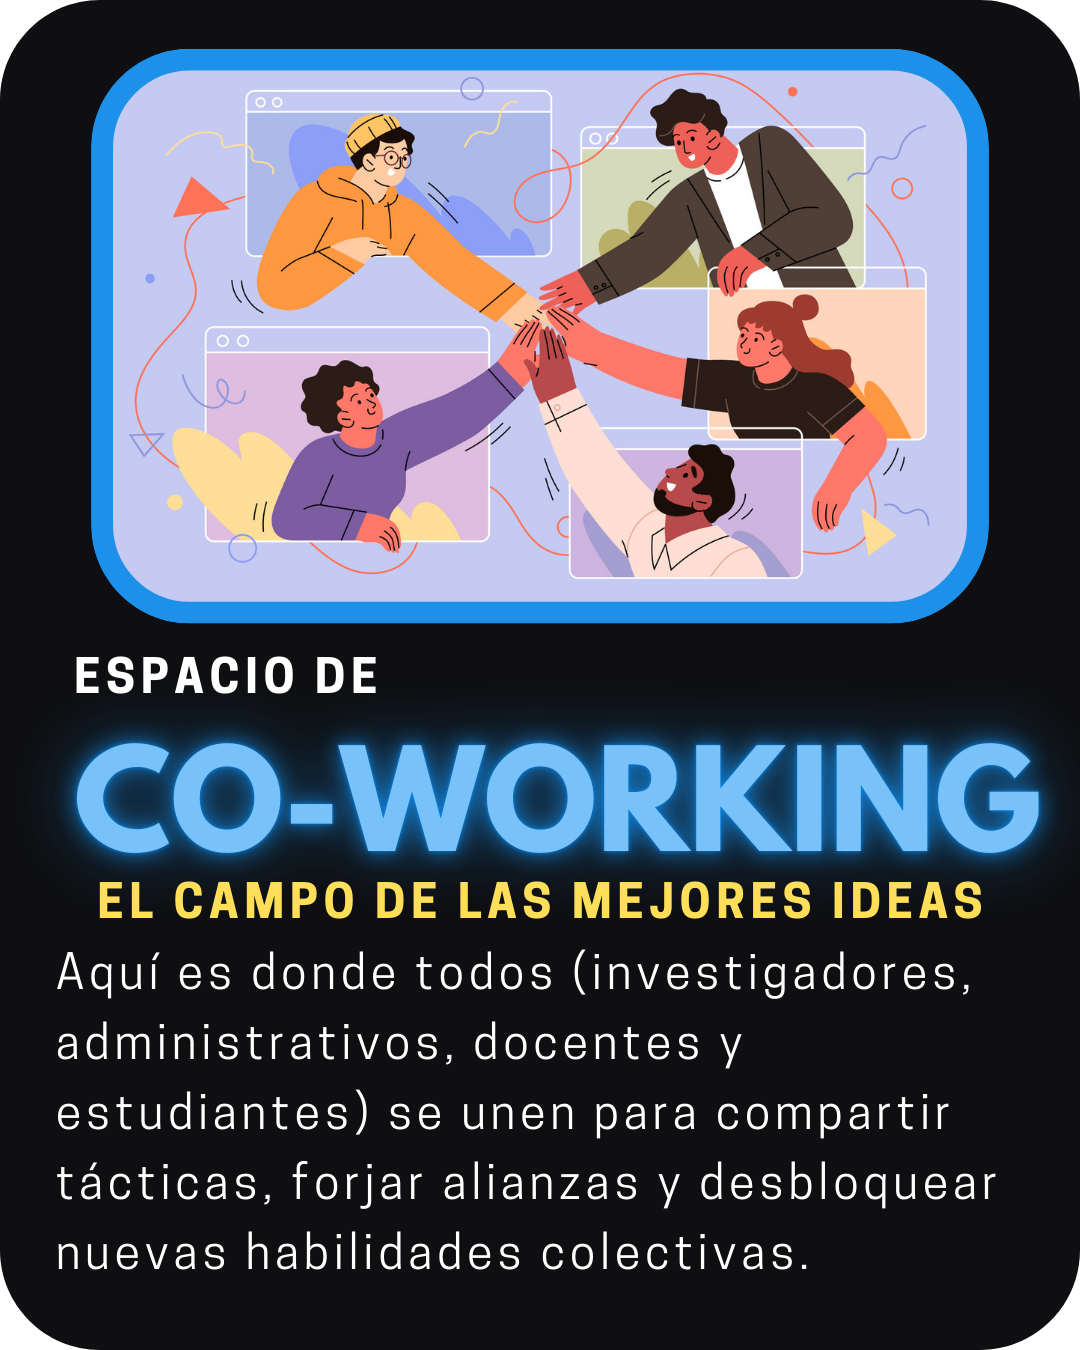 ESPACIO DE
CO-WORKING
EL CAMPO DE LAS MEJORES IDEAS
Aquí es donde todos (investigadores,
administrativos, docentes y
estudiantes) se unen para compartir
tácticas, forjar alianzas y desbloquear
nuevas habilidades colectivas.